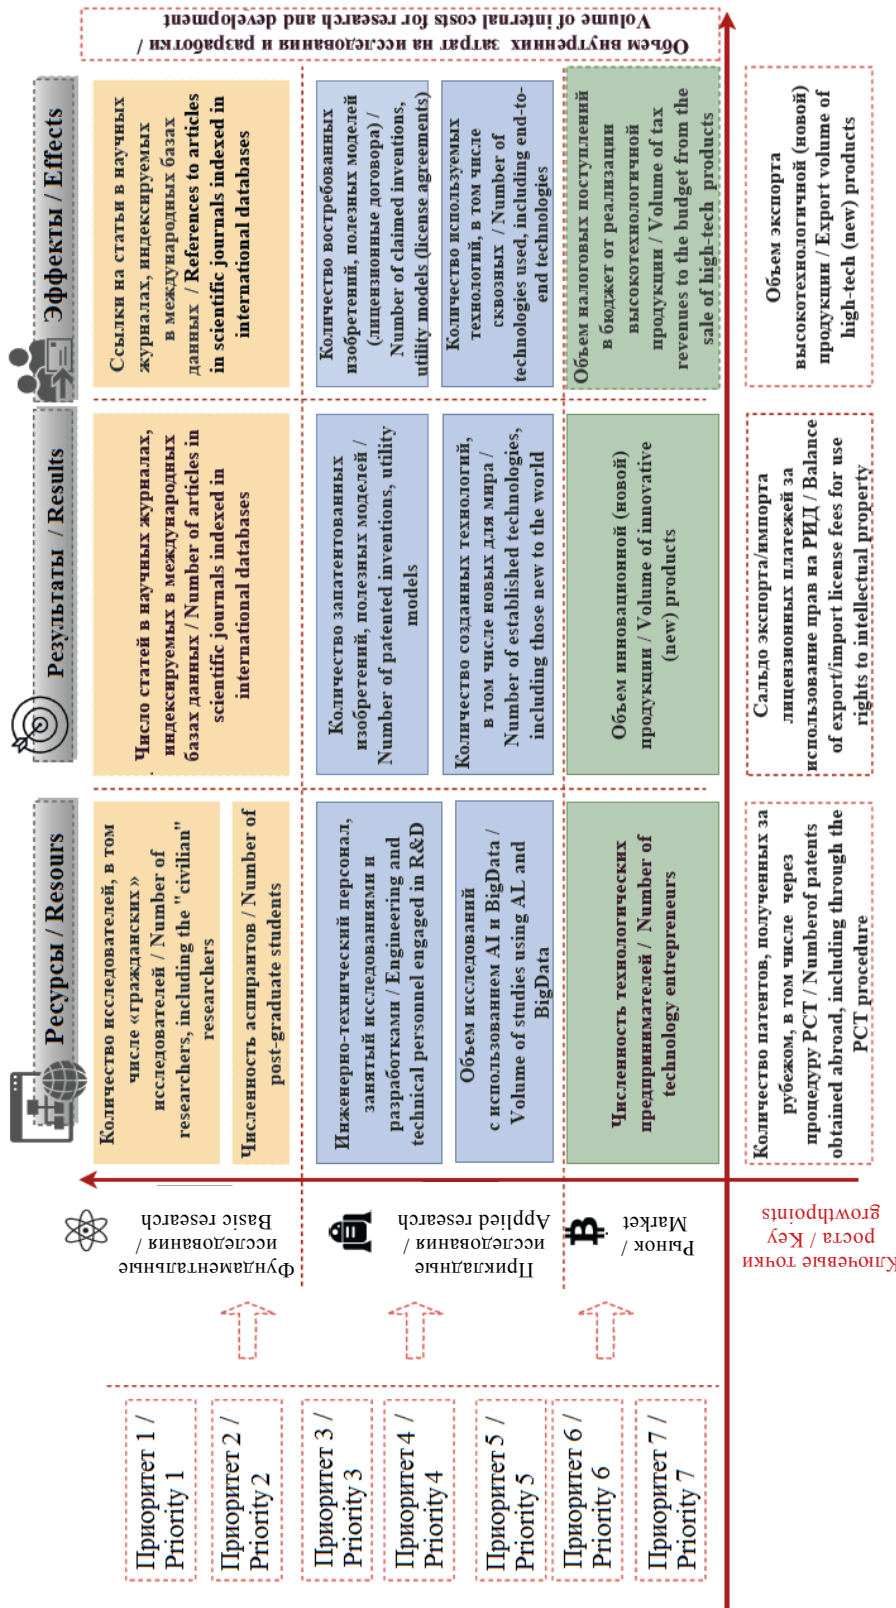 Ресурсы / Resours
Результаты / Results
Эффекты / Effects
Приоритет 1 /
Priority 1
Приоритет 2 /
Priority 2
Приоритет 3 /
Priority 3
Приоритет 4 /
Priority 4
Приоритет 5 /
Priority 5
Приоритет 6 /
Priority 6
Приоритет 7 /
Priority 7
Фундаментальные
исследования /
Basic research
Количество исследователей, в том
числе «гражданских»
исследователей / Number of
researchers, including the "civilian"
researchers
Численность аспирантов / Number of
post-graduate students
Число статей в научных журналах,
индексируемых в международных
базах данных / Number of articles in
scientific journals indexed in
international databases
Ссылки на статьи в научных
журналах, индексируемых
в международных базах
данных / References to articles
in scientific journals indexed in
international databases
Прикладные
исследования /
Applied research
Инженерно-технический персонал,
занятый исследованиями и
разработками / Engineering and
technical personnel engaged in R&D
Объем исследований
с использованием AI и BigData /
Volume of studies using AL and
BigData
Количество запатентованных
изобретений, полезных моделей /
Number of patented inventions, utility
models
Количество созданных технологий,
в том числе новых для мира /
Number of established technologies,
including those new to the world
Количество востребованных
изобретений, полезных моделей
(лицензионные договора) /
Number of claimed inventions,
utility models (license agreements)
Количество используемых
технологий, в том числе
сквозных / Number of
technologies used, including end-to-
end technologies
Рынок /
Market
Численность технологических
предпринимателей / Number of
technology entrepreneurs
Объем инновационной (новой)
продукции / Volume of innovative
(new) products
Объем налоговых поступлений
в бюджет от реализации
высокотехнологичной
продукции / Volume of tax
revenues to the budget from the
sale of high-tech products
Объем внутренних затрат на исследования и разработки /
Volume of internal costs for research and development
Ключевые точки
роста / Key
growthpoints
Количество патентов, полученных за
рубежом, в том числе через
процедуру PCT / Numberof patents
obtained abroad, including through the
PCT procedure
Сальдо экспорта/импорта
лицензионных платежей за
использование прав на РИД / Balance
of export/import license fees for use
rights to intellectual property
Объем экспорта
высокотехнологичной (новой)
продукции / Export volume of
high-tech (new) products